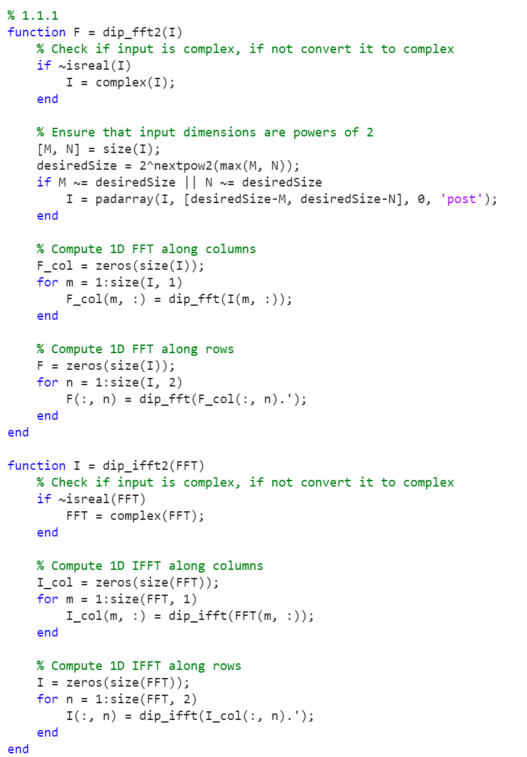 % 1.1.1
function F = dip_fft2(I)
    % Check if input is complex, if not convert it to complex
    if ~isreal(I)
        I = complex(I);
    end

    % Ensure that input dimensions are powers of 2
    [M, N] = size(I);
    desiredSize = 2^nextpow2(max(M, N));
    if M ~= desiredSize || N ~= desiredSize
        I = padarray(I, [desiredSize-M, desiredSize-N], 0, 'post');
    end

    % Compute 1D FFT along columns
    F_col = zeros(size(I));
    for m = 1:size(I, 1)
        F_col(m, :) = dip_fft(I(m, :));
    end

    % Compute 1D FFT along rows
    F = zeros(size(I));
    for n = 1:size(I, 2)
        F(:, n) = dip_fft(F_col(:, n).');
    end
end

function I = dip_ifft2(FFT)
    % Check if input is complex, if not convert it to complex
    if ~isreal(FFT)
        FFT = complex(FFT);
    end

    % Compute 1D IFFT along columns
    I_col = zeros(size(FFT));
    for m = 1:size(FFT, 1)
        I_col(m, :) = dip_ifft(FFT(m, :));
    end

    % Compute 1D IFFT along rows
    I = zeros(size(FFT));
    for n = 1:size(FFT, 2)
        I(:, n) = dip_ifft(I_col(:, n).');
    end
end